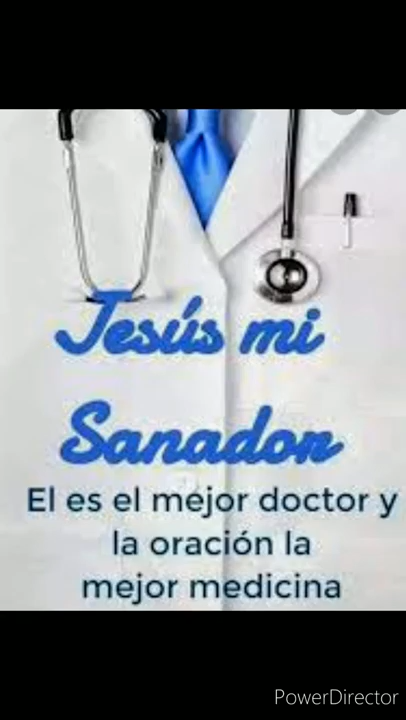 Jesús mi
Sanador
El es el mejor doctor y
la oración la
mejor medicina
PowerDirector